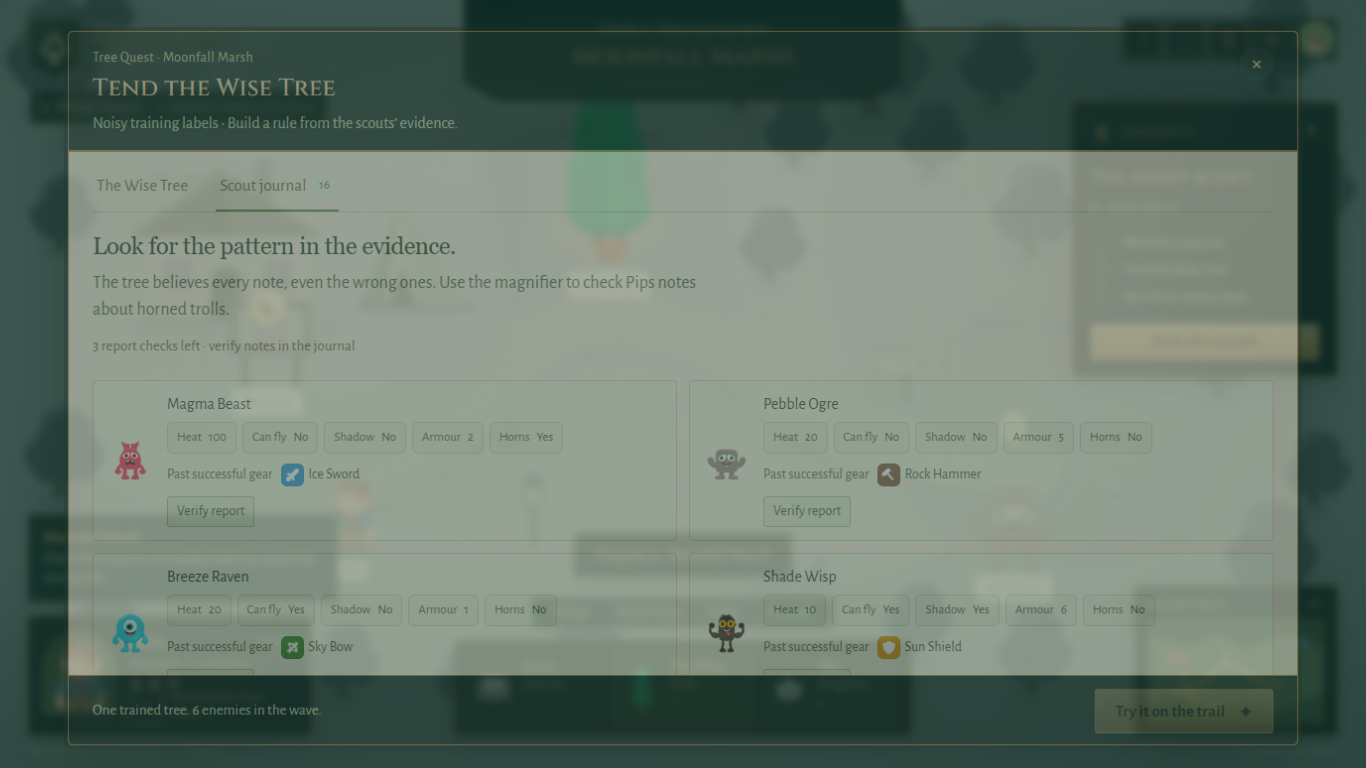 Tree Quest · Moonfall Marsh
Tend the Wise Tree
Noisy training labels · Build a rule from the scouts' evidence.
×
The Wise Tree
Scout journal 16
Look for the pattern in the evidence.
The tree believes every note, even the wrong ones. Use the magnifier to check Pips notes
about horned trolls.
3 report checks left · verify notes in the journal
Magma Beast
Heat 100 Can fly No Shadow No Armour 2 Horns Yes
Past successful gear Ice Sword
Verify report
Pebble Ogre
Heat 20 Can fly No Shadow No Armour 5 Horns No
Past successful gear Rock Hammer
Verify report
Breeze Raven
Heat 20 Can fly Yes Shadow No Armour 1 Horns No
Past successful gear Sky Bow
Shade Wisp
Heat 10 Can fly Yes Shadow Yes Armour 6 Horns No
Past successful gear Sun Shield
One trained tree. 6 enemies in the wave.
Try it on the trail